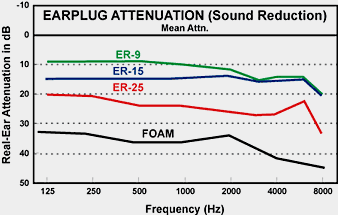 EARPLUG ATTENUATION (Sound Reduction)
Mean Attn.
Real-Ear Attenuation in dB
0
10
20
30
40
50
ER-9
ER-15
ER-25
FOAM
125 250 500 1000 2000 4000 8000
Frequency (Hz)